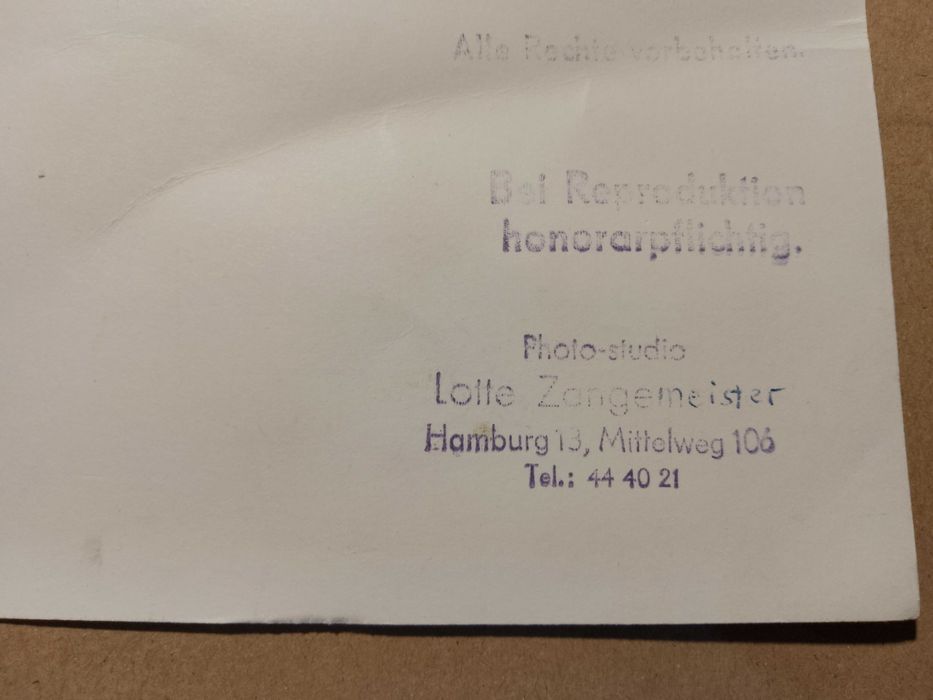 Alle Rechte vorbehalten.
Bei Reproduktion
honorarpflichtig.
Photo-studio
Lotte Zangemeister
Hamburg 13, Mittelweg 106
Tel.: 44 40 21